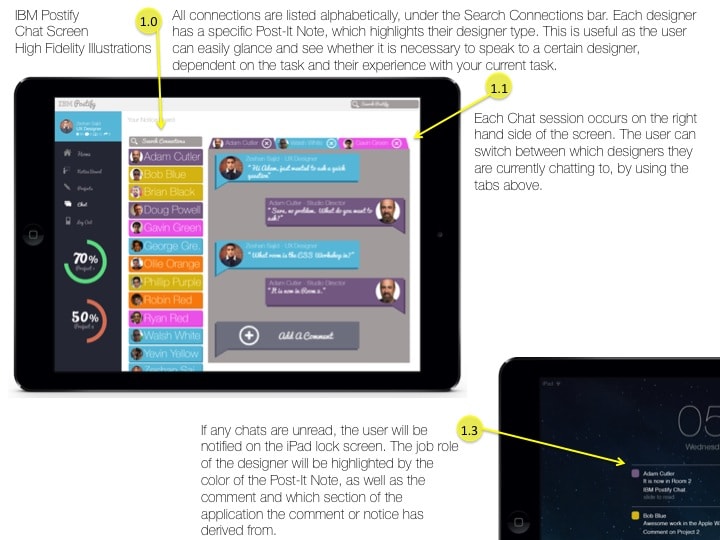 IBM Postify
Chat Screen
High Fidelity Illustrations
1.0
All connections are listed alphabetically, under the Search Connections bar. Each designer
has a specific Post-It Note, which highlights their designer type. This is useful as the user
can easily glance and see whether it is necessary to speak to a certain designer,
dependent on the task and their experience with your current task.
1.1
Each Chat session occurs on the right
hand side of the screen. The user can
switch between which designers they
are currently chatting to, by using the
tabs above.
IBM Postify
Search Postify
Zeshan Sajid
UX Designer
Home
Notice Board
Projects
Chat
Log Out
70%
Project 1
50%
Project 2
Your Notice Board
Search Connections
Adam Cutler
Bob Blue
Brian Black
Doug Powell
Gavin Green
George Gre.
Ollie Orange
Phillip Purple
Robin Red
Ryan Red
Walsh White
Yevin Yellow
Zeshan Saj
Adam Cutler
Walsh White
Gavin Green
Zeshan Sajid - UX Designer
"Hi Adam, just wanted to ask a quick
question"
Adam Cutler - Studio Director
"Sure, no problem. What do you want to
ask?"
Zeshan Sajid - UX Designer
"What room is the Workshop in?"
Adam Cutler - Studio Director
"It is now in Room 2."
Add A Comment
If any chats are unread, the user will be
notified on the iPad lock screen. The job role
of the designer will be highlighted by the
color of the Post-It Note, as well as the
comment and which section of the
application the comment or notice has
derived from.
1.3
iPad
05
Wednesd
Adam Cutler
It is now in Room 2
IBM Postify Chat
slide to read
Bob Blue
Awesome work in the Apple W
Comment on Project 2